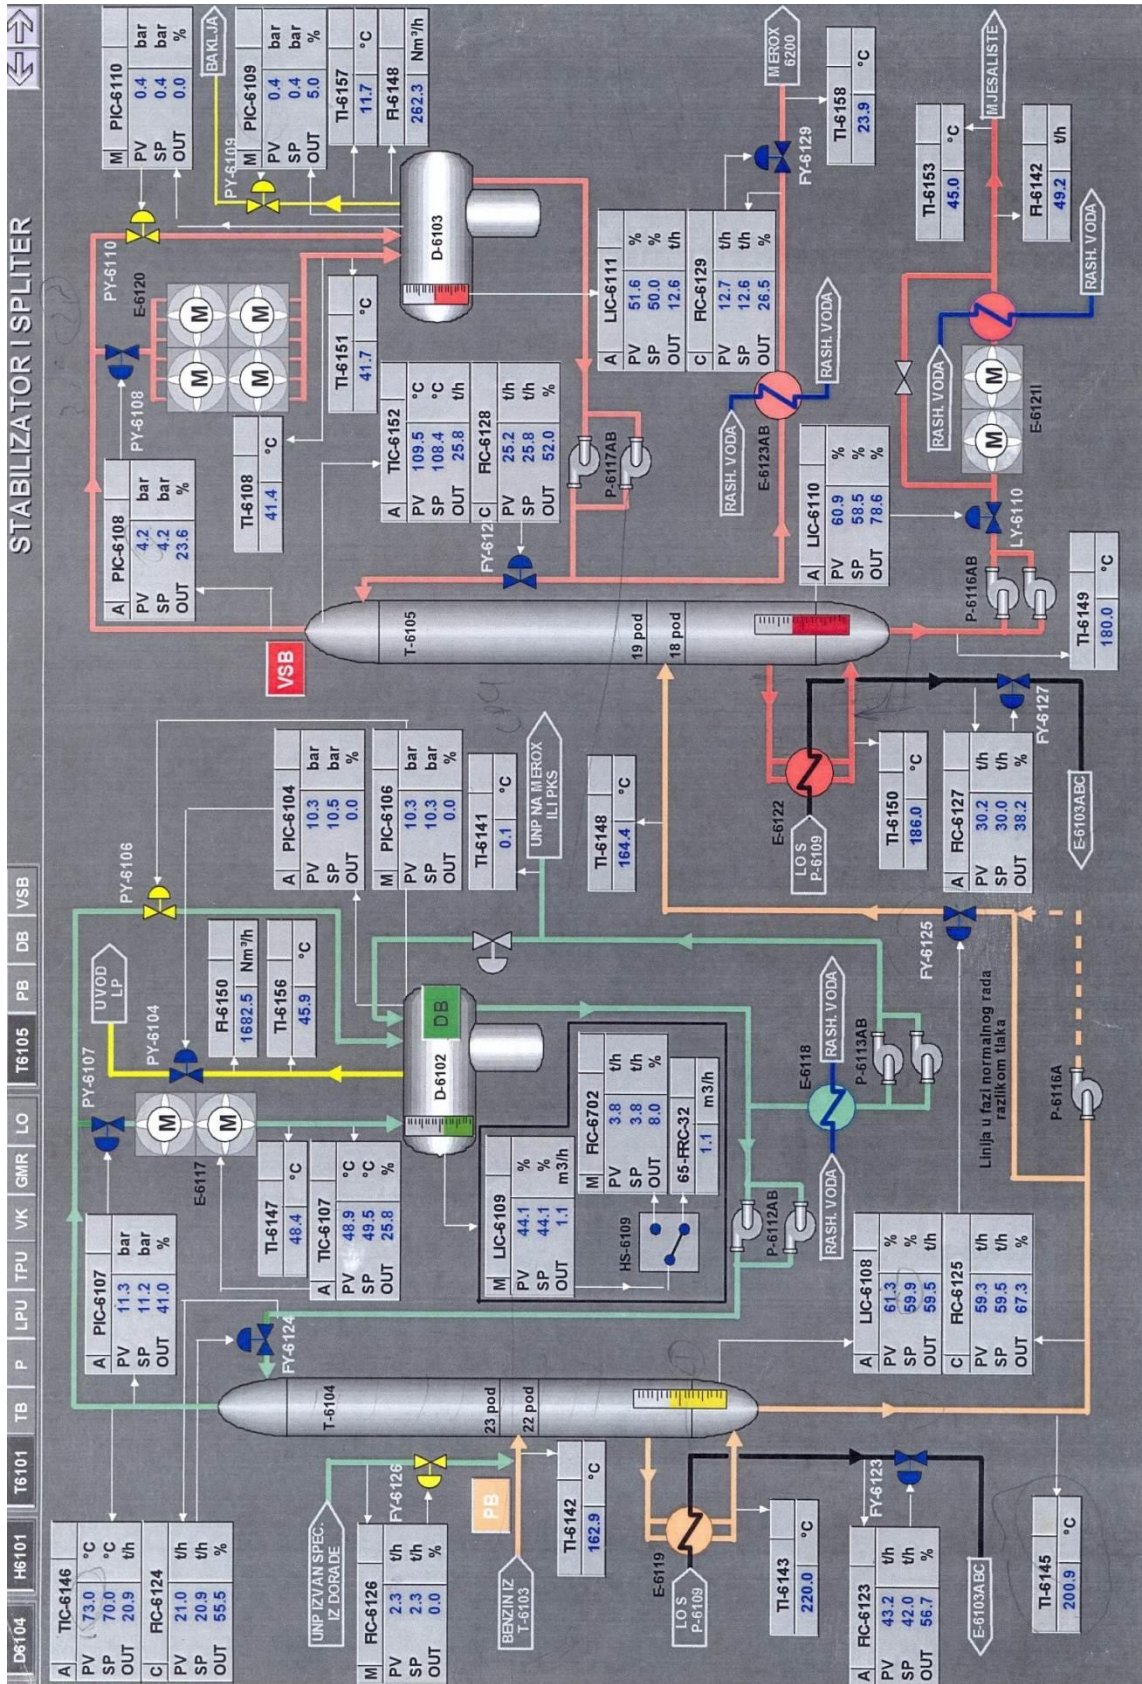 STABILIZATOR I SPLITER
D6104 H6101 T6101 TB P LPU TPU VK GMR LO T6105 PB DB VSB
A TIC-6146
PV 73.0 °C
SP 70.0 °C
OUT 20.9 t/h
C FIC-6124
PV 21.0 t/h
SP 20.9 t/h
OUT 55.5 %
UNP IZVAN SPEC.
IZ DORADE
M FIC-6126
PV 2.3 t/h
SP 2.3 t/h
OUT 0.0 %
FY-6126
PB
BENZIN IZ
T-6103
TI-6142
162.9 °C
T-6104
23 pod
22 pod
E-6119
LO S
P-6109
TI-6143
220.0 °C
A FIC-6123
PV 43.2 t/h
SP 42.0 t/h
OUT 56.7 %
FY-6123
E-6103ABC
TI-6145
200.9 °C
A PIC-6107
PV 11.3 bar
SP 11.2 bar
OUT 41.0 %
PY-6107
E-6117
M
M
TI-6147
48.4 °C
A TIC-6107
PV 48.9 °C
SP 49.5 °C
OUT 25.8 %
FY-6124
UVOD
LP
PY-6104
PY-6106
FI-6150
1682.5 Nm³/h
TI-6156
45.9 °C
D-6102
DB
A PIC-6104
PV 10.3 bar
SP 10.5 bar
OUT 0.0 %
M PIC-6106
PV 10.3 bar
SP 10.3 bar
OUT 0.0 %
TI-6141
0.1 °C
UNP NA MEROX
ILI PKS
M LIC-6109
PV 44.1 %
SP 44.1 %
OUT 1.1 m3/h
HS-6109
M FIC-6702
PV 3.8 t/h
SP 3.8 t/h
OUT 8.0 %
65-FRC-32
1.1 m3/h
P-6112AB
RASH. VODA
E-6118
RASH. VODA
P-6113AB
A LIC-6108
PV 61.3 %
SP 59.9 %
OUT 59.5 t/h
C FIC-6125
PV 59.3 t/h
SP 59.5 t/h
OUT 67.3 %
Linija u fazi normalnog rada
razlikom tlaka
P-6116A
FY-6125
TI-6148
164.4 °C
VSB
A PIC-6108
PV 4.2 bar
SP 4.2 bar
OUT 23.6 %
PY-6108
PY-6110
E-6120
M
M
M
M
TI-6108
41.4 °C
TI-6151
41.7 °C
M PIC-6110
PV 0.4 bar
SP 0.4 bar
OUT 0.0 %
BAKLJA
PY-6109
M PIC-6109
PV 0.4 bar
SP 0.4 bar
OUT 5.0 %
TI-6157
11.7 °C
FI-6148
262.3 Nm³/h
D-6103
A TIC-6152
PV 109.5 °C
SP 108.4 °C
OUT 25.8 t/h
C FIC-6128
PV 25.2 t/h
SP 25.8 t/h
OUT 52.0 %
FY-612
P-6117AB
A LIC-6111
PV 51.6 %
SP 50.0 %
OUT 12.6 t/h
C FIC-6129
PV 12.7 t/h
SP 12.6 t/h
OUT 26.5 %
FY-6129
MEROX
6200
TI-6158
23.9 °C
RASH. VODA
E-6123AB
RASH. VODA
T-6105
19 pod
18 pod
E-6122
LO S
P-6109
TI-6150
186.0 °C
A FIC-6127
PV 30.2 t/h
SP 30.0 t/h
OUT 38.2 %
FY-6127
E-6103ABC
A LIC-6110
PV 60.9 %
SP 58.5 %
OUT 78.6 %
LY-6110
P-6116AB
TI-6149
180.0 °C
M
M
E-6121I
RASH. VODA
RASH. VODA
TI-6153
45.0 °C
FI-6142
49.2 t/h
MJESALISTE